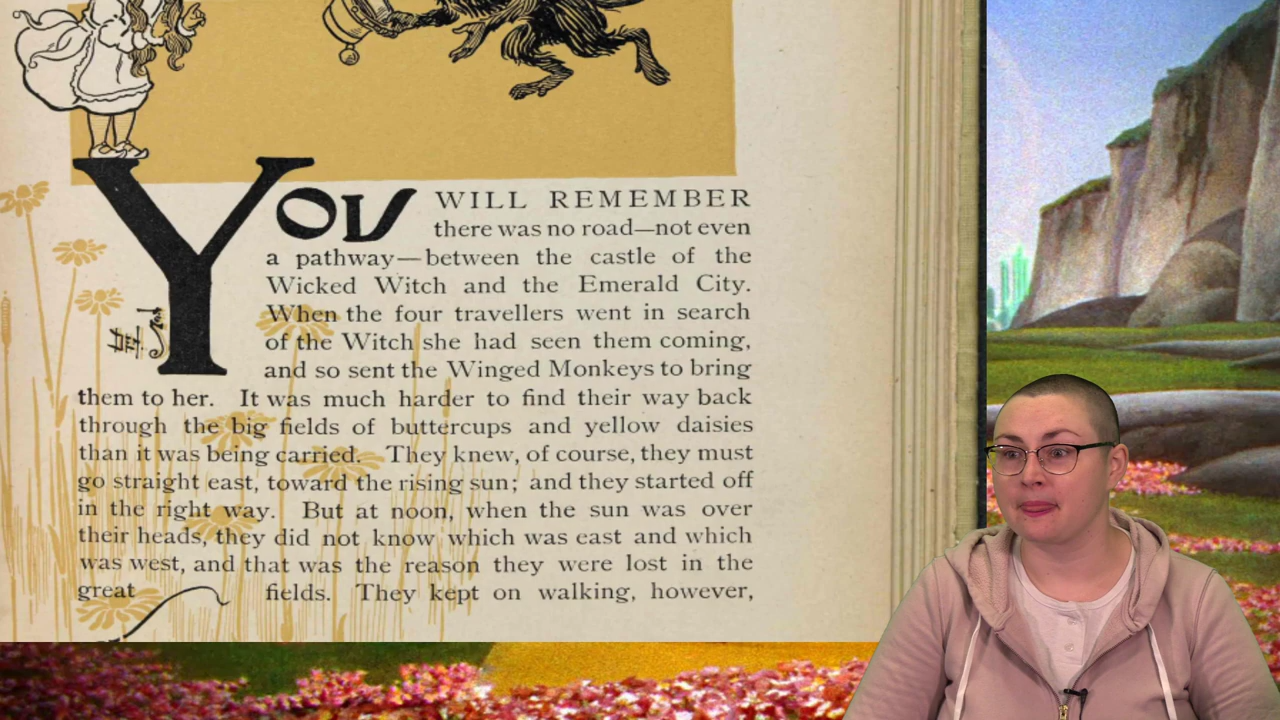 YOU WILL REMEMBER
there was no road—not even
a pathway—between the castle of the
Wicked Witch and the Emerald City.
When the four travellers went in search
of the Witch she had seen them coming,
and so sent the Winged Monkeys to bring
them to her. It was much harder to find their way back
through the big fields of buttercups and yellow daisies
than it was being carried. They knew, of course, they must
go straight east, toward the rising sun; and they started off
in the right way. But at noon, when the sun was over
their heads, they did not know which was east and which
was west, and that was the reason they were lost in the
great fields. They kept on walking, however,